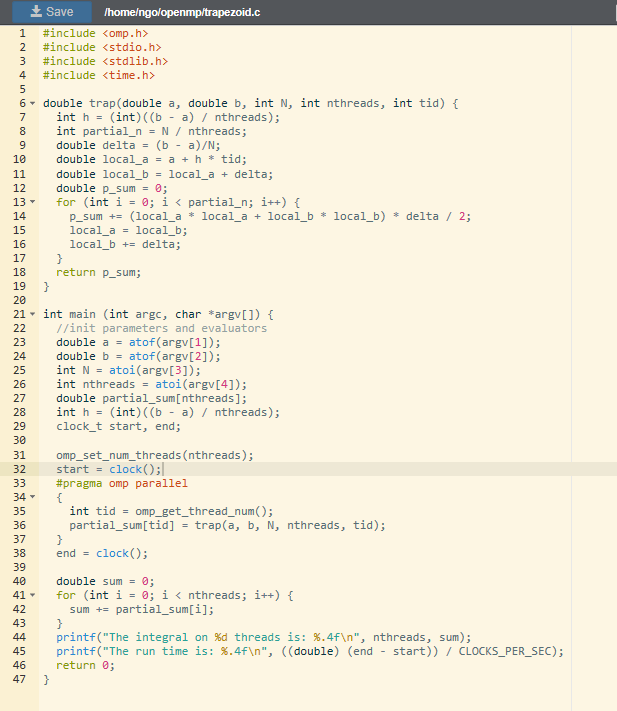 Save /home/ngo/openmp/trapezoid.c
1 #include <omp.h>
2 #include <stdio.h>
3 #include <stdlib.h>
4 #include <time.h>
5
6 double trap(double a, double b, int N, int nthreads, int tid) {
7   int h = (int)((b - a) / nthreads);
8   int partial_n = N / nthreads;
9   double delta = (b - a)/N;
10   double local_a = a + h * tid;
11   double local_b = local_a + delta;
12   double p_sum = 0;
13   for (int i = 0; i < partial_n; i++) {
14     p_sum += (local_a * local_a + local_b * local_b) * delta / 2;
15     local_a = local_b;
16     local_b += delta;
17   }
18   return p_sum;
19 }
20
21 int main (int argc, char *argv[]) {
22   //init parameters and evaluators
23   double a = atof(argv[1]);
24   double b = atof(argv[2]);
25   int N = atoi(argv[3]);
26   int nthreads = atoi(argv[4]);
27   double partial_sum[nthreads];
28   int h = (int)((b - a) / nthreads);
29   clock_t start, end;
30
31   omp_set_num_threads(nthreads);
32   start = clock();
33   #pragma omp parallel
34   {
35     int tid = omp_get_thread_num();
36     partial_sum[tid] = trap(a, b, N, nthreads, tid);
37   }
38   end = clock();
39
40   double sum = 0;
41   for (int i = 0; i < nthreads; i++) {
42     sum += partial_sum[i];
43   }
44   printf("The integral on %d threads is: %.4f\n", nthreads, sum);
45   printf("The run time is: %.4f\n", ((double) (end - start)) / CLOCKS_PER_SEC);
46   return 0;
47 }